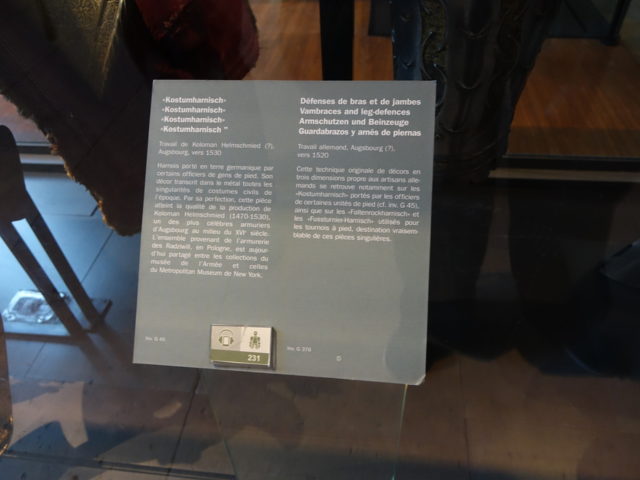 «Kostumharnisch»
«Kostumharnisch»
«Kostumharnisch»
«Kostumharnisch "
Travail de Koloman Helmschmied (?),
Augsbourg, vers 1530
Harnois porté en terre germanique par
certains officiers de gens de pied. Son
décor transcrit dans le métal toutes les
singularités de costumes civils de
l'époque. Par sa perfection, cette pièce
atteint la qualité de la production de
Koloman Helmschmied (1470-1530),
un des plus célèbres armuriers
d'Augsbourg au milieu du XVIe siècle.
L'ensemble provenant de l'armurerie
des Radziwill, en Pologne, est aujour-
d'hui partagé entre les collections du
musée de l'Armée et celles
du Metropolitan Museum de New York.
Inv. G 45
Défenses de bras et de jambes
Vambraces and leg-defences
Armschutzen und Beinzeuge
Guardabrazos y arnés de piernas
Travail allemand, Augsbourg (?),
vers 1520
Cette technique originale de décors en
trois dimensions propre aux artisans alle-
mands se retrouve notamment sur les
«Kostumharnisch» portés par les officiers
de certaines unités de pied (cf. inv. G 45),
ainsi que sur les «Faltenrockharnisch» et
les «Fussturnier-Harnisch» utilisés pour
les tournois à pied, destination vraisem-
blable de ces pièces singulières.
231